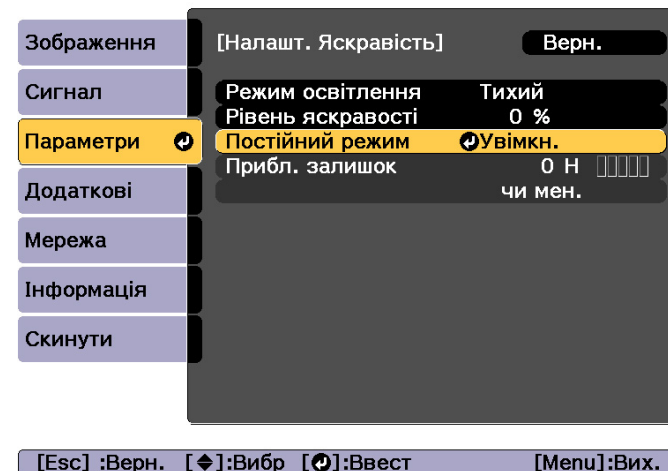 Зображення
Сигнал
Параметри
Додаткові
Мережа
Інформація
Скинути
[Налашт. Яскравість] Верн.
Режим освітлення Тихий
Рівень яскравості 0 %
Постійний режим Увімкн.
Прибл. залишок 0 H
чи мен.
[Esc] :Верн. [◆]:Вибр [⏎]:Ввест [Menu]:Вих.